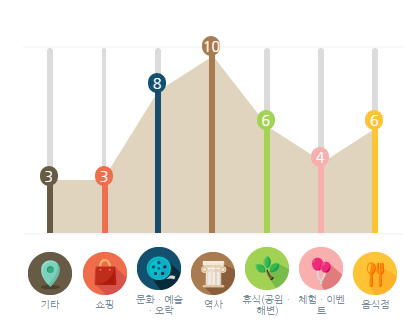 3
3
8
10
6
4
6
기타
쇼핑
문화 · 예술
· 오락
역사
휴식(공원 ·
해변)
체험 · 이벤
트
음식점